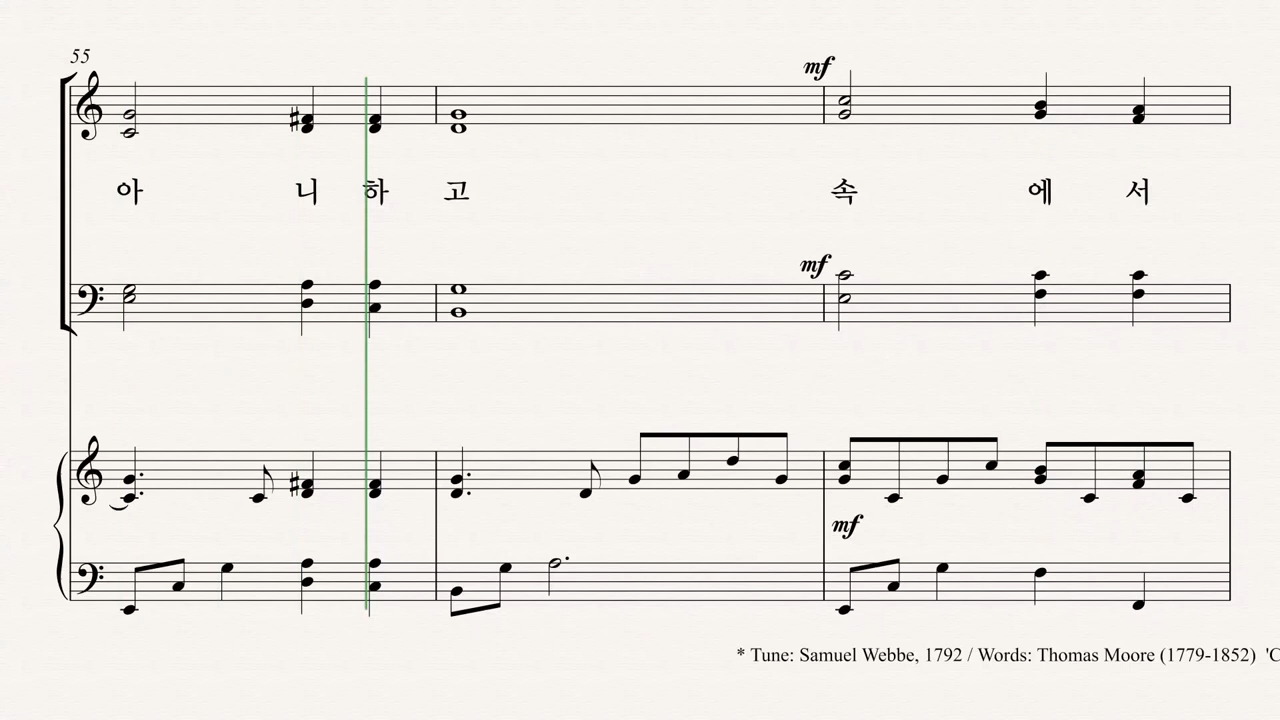 55
mf
아 니 하 고 속 에 서
mf
mf
* Tune: Samuel Webbe, 1792 / Words: Thomas Moore (1779-1852) 'C